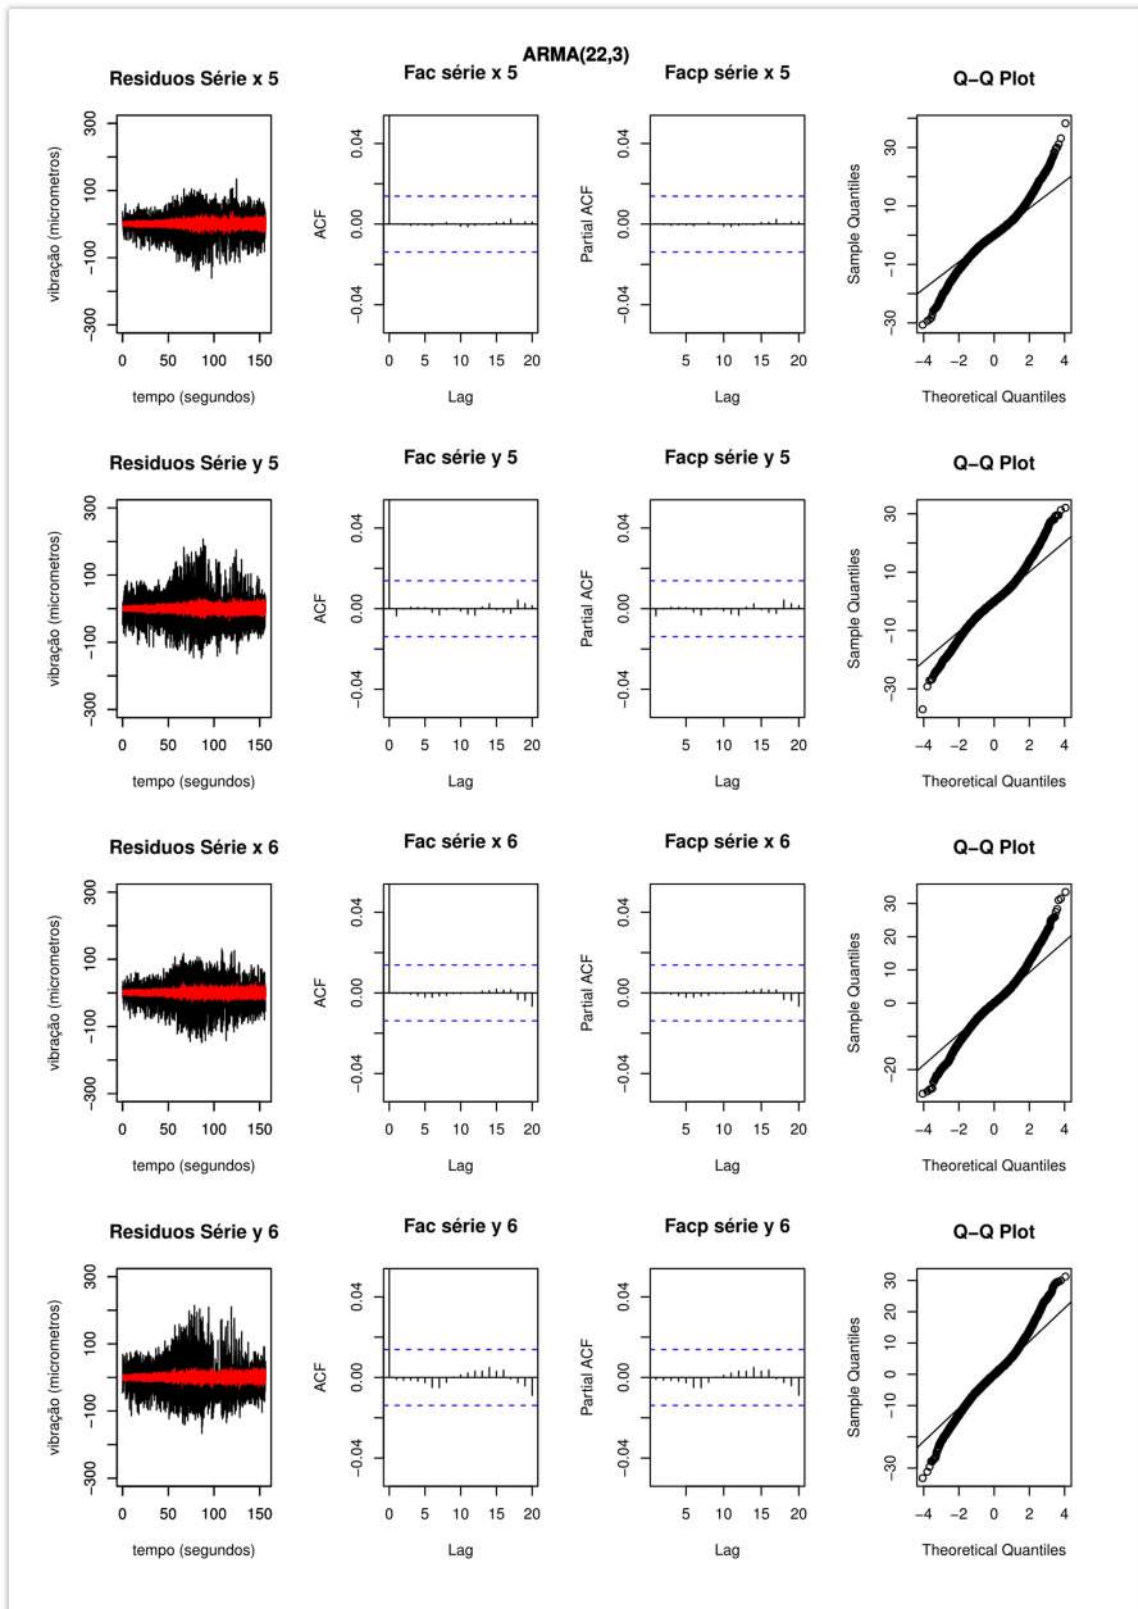 ARMA(22,3)
Residuos Série x 5
Fac série x 5
Facp série x 5
Q−Q Plot
vibração (micrometros)
−300
−100
100
300
0 50 100 150
tempo (segundos)
ACF
−0.04
0.00
0.04
0 5 10 15 20
Lag
Partial ACF
−0.04
0.00
0.04
5 10 15 20
Lag
Sample Quantiles
−30
−10
10
30
−4 −2 0 2 4
Theoretical Quantiles
Residuos Série y 5
Fac série y 5
Facp série y 5
Q−Q Plot
vibração (micrometros)
−300
−100
100
300
0 50 100 150
tempo (segundos)
ACF
−0.04
0.00
0.04
0 5 10 15 20
Lag
Partial ACF
−0.04
0.00
0.04
5 10 15 20
Lag
Sample Quantiles
−30
−10
10
30
−4 −2 0 2 4
Theoretical Quantiles
Residuos Série x 6
Fac série x 6
Facp série x 6
Q−Q Plot
vibração (micrometros)
−300
−100
100
300
0 50 100 150
tempo (segundos)
ACF
−0.04
0.00
0.04
0 5 10 15 20
Lag
Partial ACF
−0.04
0.00
0.04
5 10 15 20
Lag
Sample Quantiles
−20
0
10
20
30
−4 −2 0 2 4
Theoretical Quantiles
Residuos Série y 6
Fac série y 6
Facp série y 6
Q−Q Plot
vibração (micrometros)
−300
−100
100
300
0 50 100 150
tempo (segundos)
ACF
−0.04
0.00
0.04
0 5 10 15 20
Lag
Partial ACF
−0.04
0.00
0.04
5 10 15 20
Lag
Sample Quantiles
−30
−10
0
10
20
30
−4 −2 0 2 4
Theoretical Quantiles